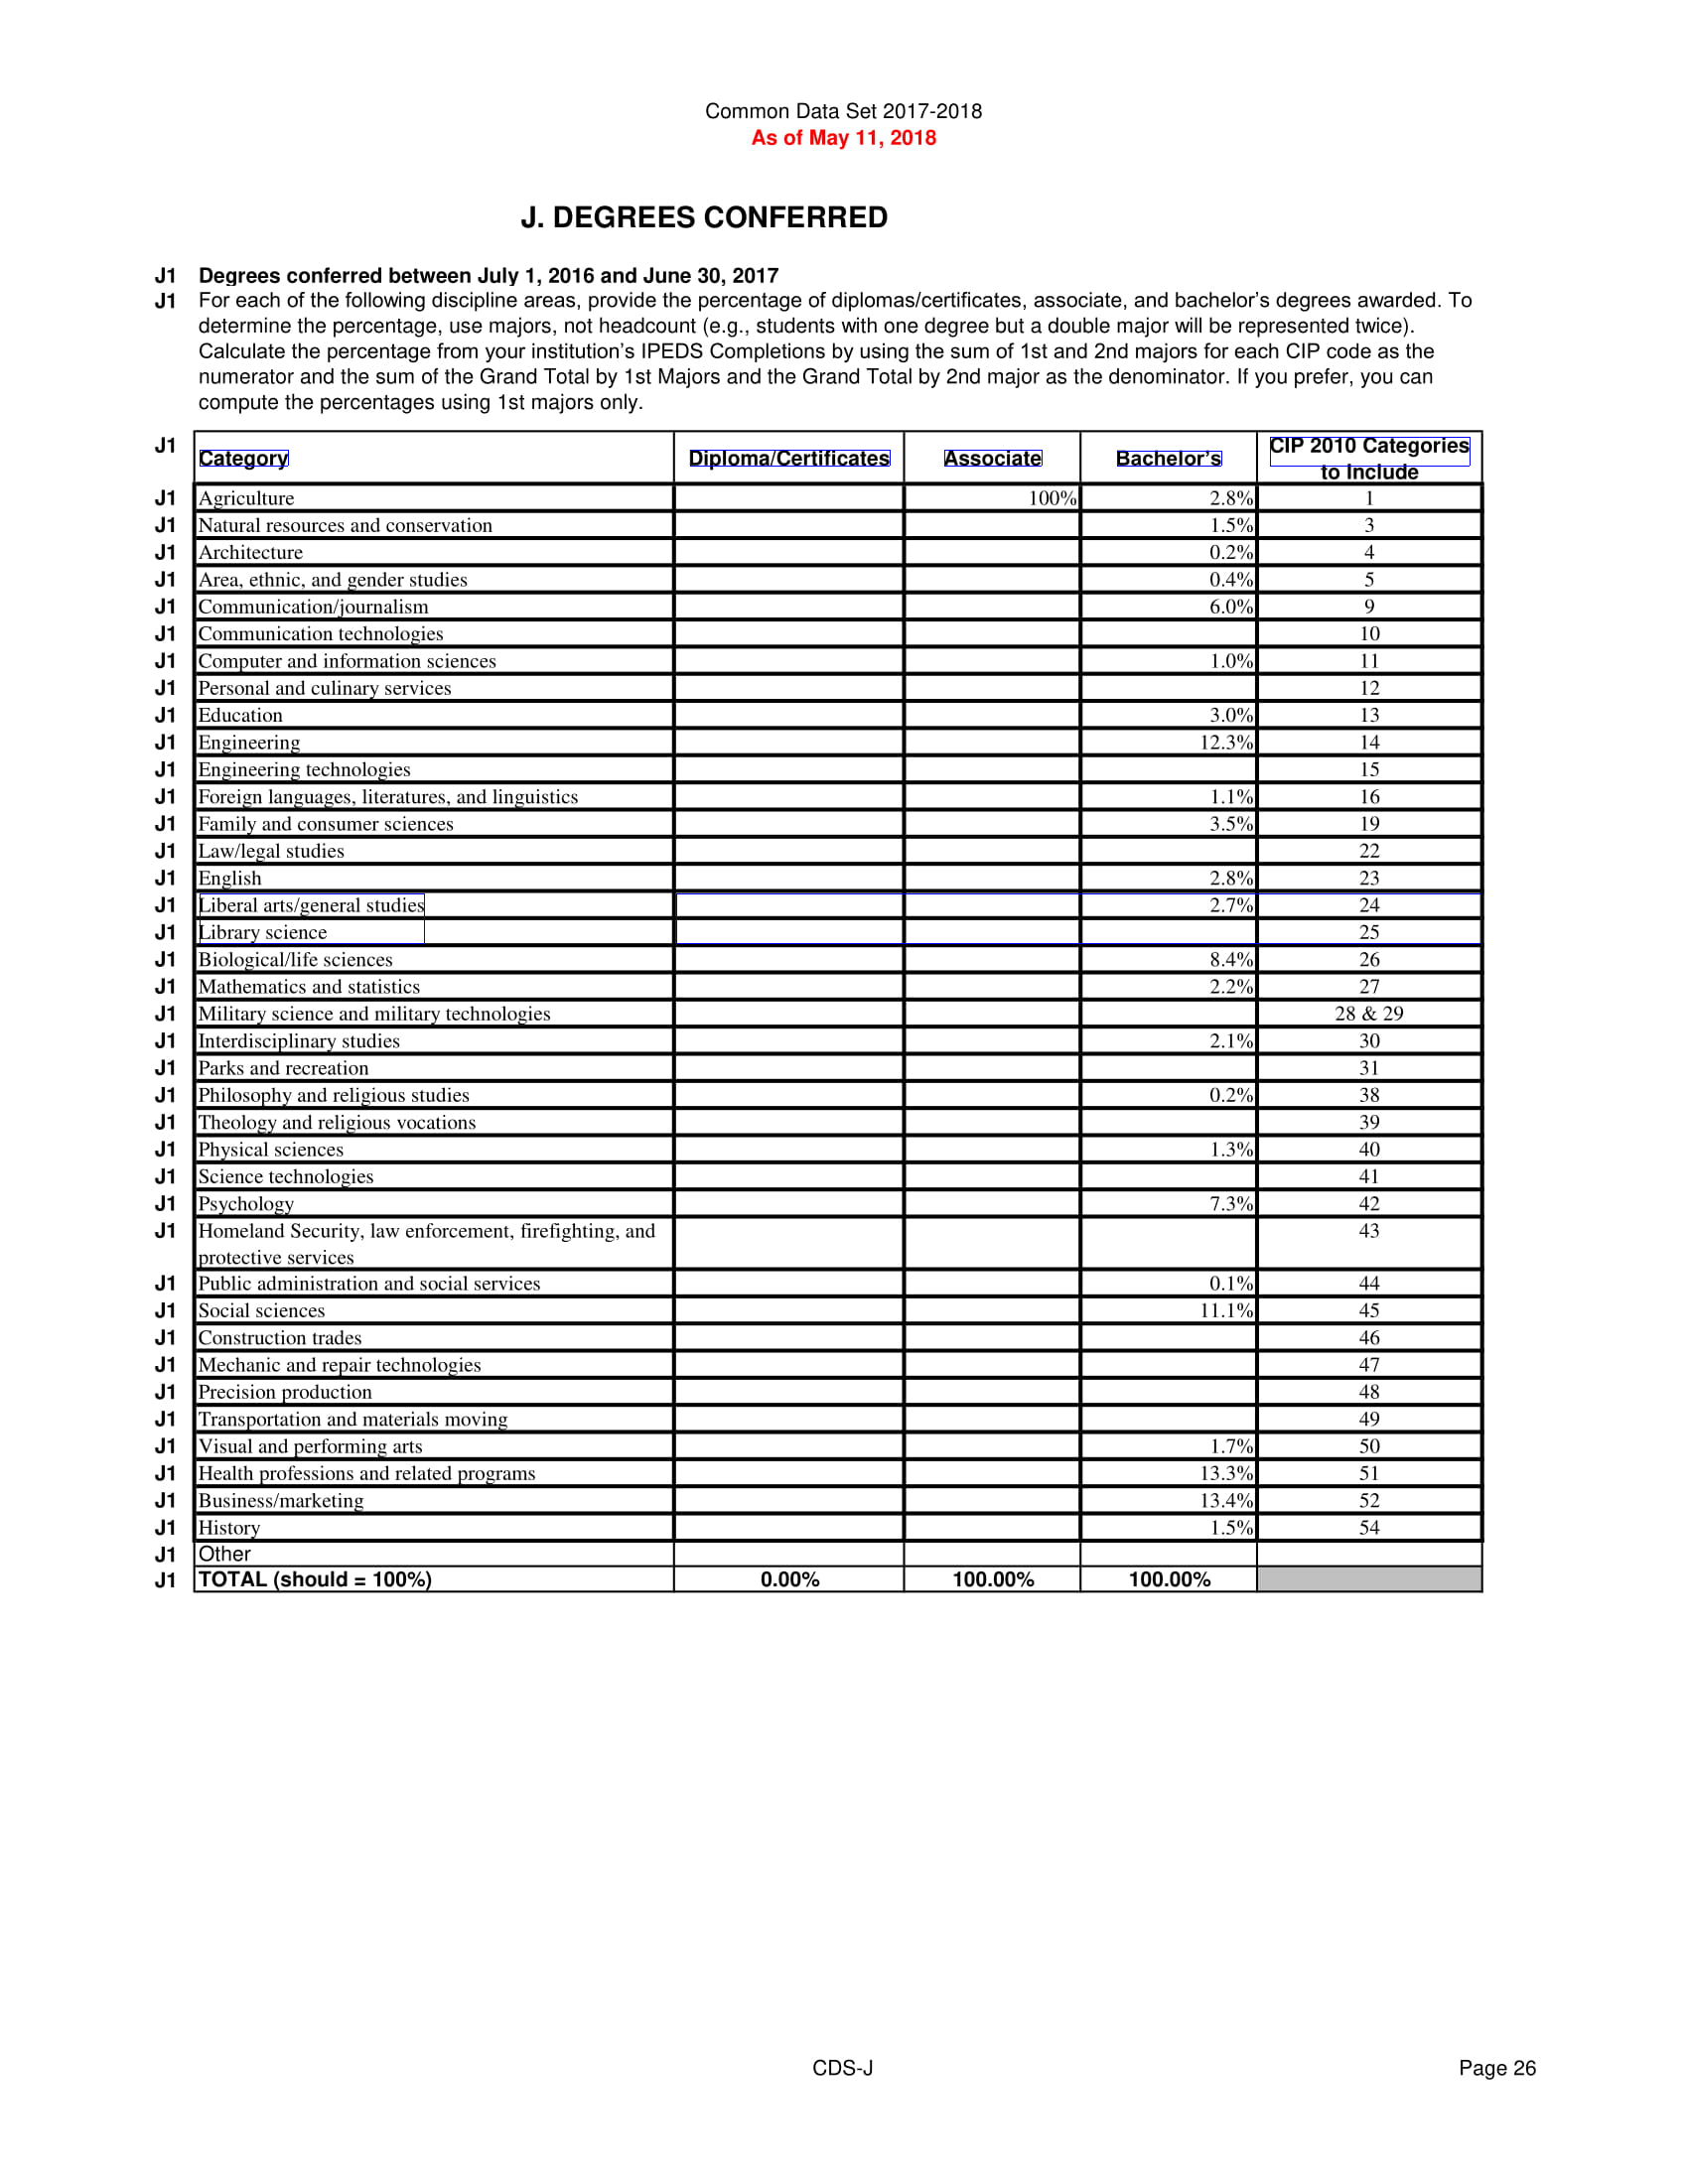 Common Data Set 2017-2018
As of May 11, 2018
J. DEGREES CONFERRED
J1 Degrees conferred between July 1, 2016 and June 30, 2017
J1 For each of the following discipline areas, provide the percentage of diplomas/certificates, associate, and bachelor’s degrees awarded. To
determine the percentage, use majors, not headcount (e.g., students with one degree but a double major will be represented twice).
Calculate the percentage from your institution’s IPEDS Completions by using the sum of 1st and 2nd majors for each CIP code as the
numerator and the sum of the Grand Total by 1st Majors and the Grand Total by 2nd major as the denominator. If you prefer, you can
compute the percentages using 1st majors only.
J1 Category Diploma/Certificates Associate Bachelor’s CIP 2010 Categories
to Include
J1 Agriculture 100% 2.8% 1
J1 Natural resources and conservation 1.5% 3
J1 Architecture 0.2% 4
J1 Area, ethnic, and gender studies 0.4% 5
J1 Communication/journalism 6.0% 9
J1 Communication technologies 10
J1 Computer and information sciences 1.0% 11
J1 Personal and culinary services 12
J1 Education 3.0% 13
J1 Engineering 12.3% 14
J1 Engineering technologies 15
J1 Foreign languages, literatures, and linguistics 1.1% 16
J1 Family and consumer sciences 3.5% 19
J1 Law/legal studies 22
J1 English 2.8% 23
J1 Liberal arts/general studies 2.7% 24
J1 Library science 25
J1 Biological/life sciences 8.4% 26
J1 Mathematics and statistics 2.2% 27
J1 Military science and military technologies 28 & 29
J1 Interdisciplinary studies 2.1% 30
J1 Parks and recreation 31
J1 Philosophy and religious studies 0.2% 38
J1 Theology and religious vocations 39
J1 Physical sciences 1.3% 40
J1 Science technologies 41
J1 Psychology 7.3% 42
J1 Homeland Security, law enforcement, firefighting, and 43
protective services
J1 Public administration and social services 0.1% 44
J1 Social sciences 11.1% 45
J1 Construction trades 46
J1 Mechanic and repair technologies 47
J1 Precision production 48
J1 Transportation and materials moving 49
J1 Visual and performing arts 1.7% 50
J1 Health professions and related programs 13.3% 51
J1 Business/marketing 13.4% 52
J1 History 1.5% 54
J1 Other
J1 TOTAL (should = 100%) 0.00% 100.00% 100.00%
CDS-J Page 26